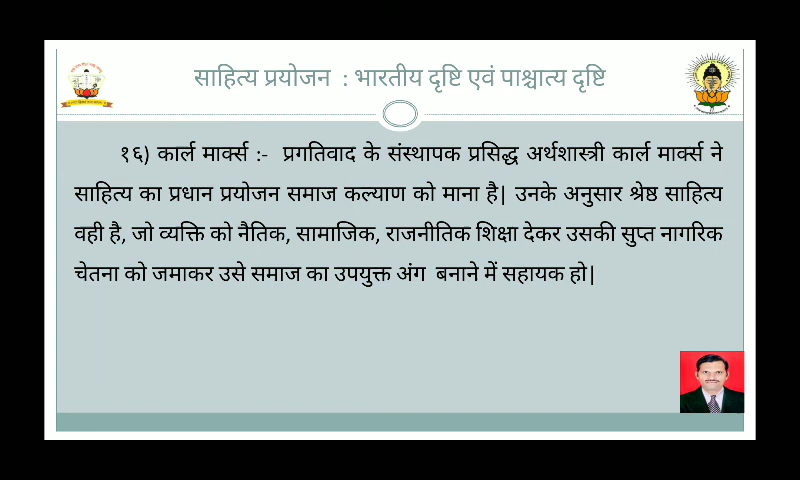 साहित्य प्रयोजन : भारतीय दृष्टि एवं पाश्चात्य दृष्टि
१६) कार्ल मार्क्स :- प्रगतिवाद के संस्थापक प्रसिद्ध अर्थशास्त्री कार्ल मार्क्स ने
साहित्य का प्रधान प्रयोजन समाज कल्याण को माना है| उनके अनुसार श्रेष्ठ साहित्य
वही है, जो व्यक्ति को नैतिक, सामाजिक, राजनीतिक शिक्षा देकर उसकी सुप्त नागरिक
चेतना को जमाकर उसे समाज का उपयुक्त अंग बनाने में सहायक हो|